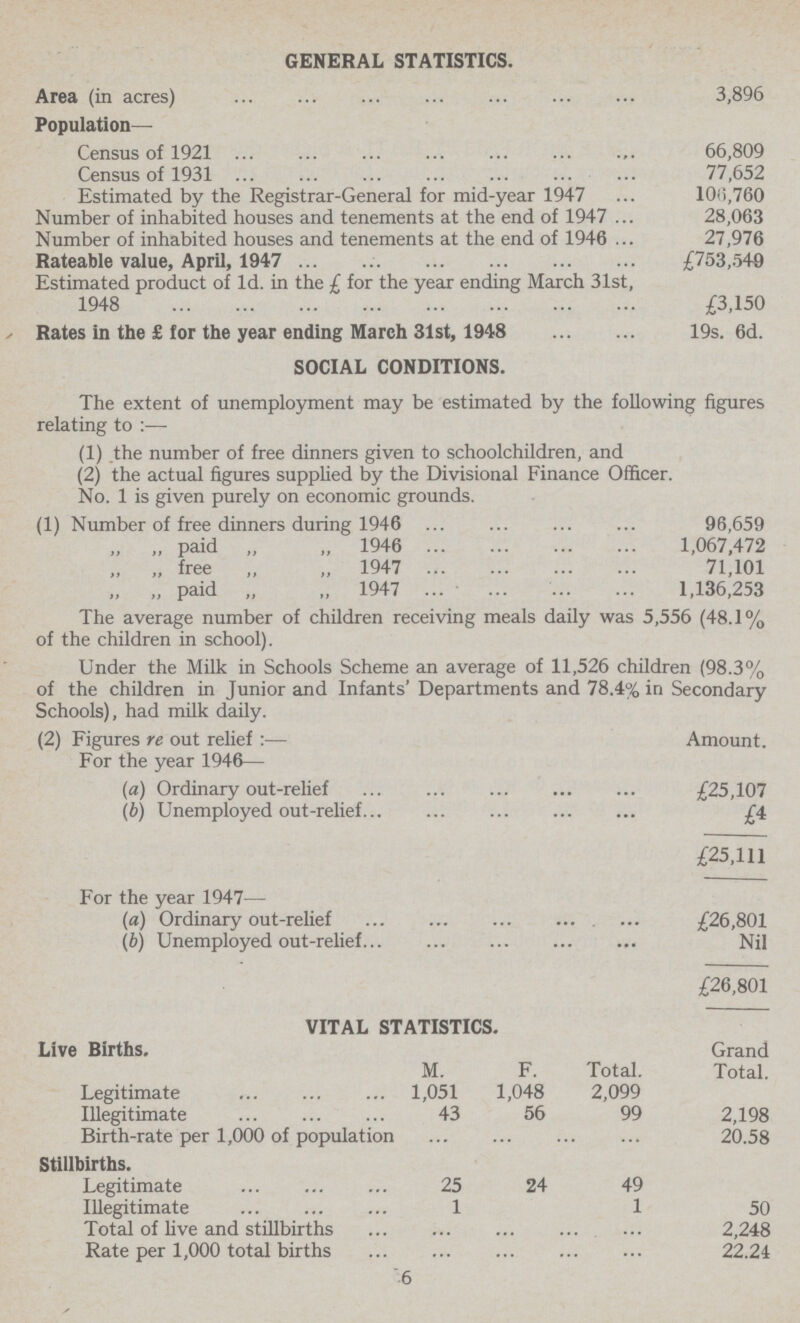 GENERAL STATISTICS.
Area (in acres) ... ... ... ... ... ... ... 3,896
Population—
Census of 1921 ... ... ... ... ... ... ... 66,809
Census of 1931 ... ... ... ... ... ... ... 77,652
Estimated by the Registrar-General for mid-year 1947 ... 106,760
Number of inhabited houses and tenements at the end of 1947 ... 28,063
Number of inhabited houses and tenements at the end of 1946 ... 27,976
Rateable value, April, 1947 ... ... ... ... ... ... £753,549
Estimated product of 1d. in the £ for the year ending March 31st,
1948 ... ... ... ... ... ... ... ... £3,150
Rates in the £ for the year ending March 31st, 1948 ... ... 19s. 6d.
SOCIAL CONDITIONS.
The extent of unemployment may be estimated by the following figures
relating to :—
(1) the number of free dinners given to schoolchildren, and
(2) the actual figures supplied by the Divisional Finance Officer.
No. 1 is given purely on economic grounds.
(1) Number of free dinners during 1946 ... ... ... ... 96,659
„ „ paid „ „ 1946 ... ... ... ... 1,067,472
„ „ free „ „ 1947 ... ... ... ... 71,101
„ „ paid „ „ 1947 ... ... ... ... 1,136,253
The average number of children receiving meals daily was 5,556 (48.1%
of the children in school).
Under the Milk in Schools Scheme an average of 11,526 children (98.3%
of the children in Junior and Infants' Departments and 78.4% in Secondary
Schools), had milk daily.
(2) Figures re out relief :— Amount.
For the year 1946—
(a) Ordinary out-relief ... ... ... ... ... £25,107
(b) Unemployed out-relief... ... ... ... ... £4
£25,111
For the year 1947—
(a) Ordinary out-relief ... ... ... ... ... £26,801
(b) Unemployed out-relief... ... ... ... ... Nil
£26,801
VITAL STATISTICS.
Live Births. Grand
M. F. Total. Total.
Legitimate ... ... ... 1,051 1,048 2,099
Illegitimate ... ... ... 43 56 99 2,198
Birth-rate per 1,000 of population ... ... ... ... 20.58
Stillbirths.
Legitimate ... ... ... 25 24 49
Illegitimate ... ... ... 1 1 50
Total of live and stillbirths ... ... ... ... ... 2,248
Rate per 1,000 total births ... ... ... ... ... 22.24
6